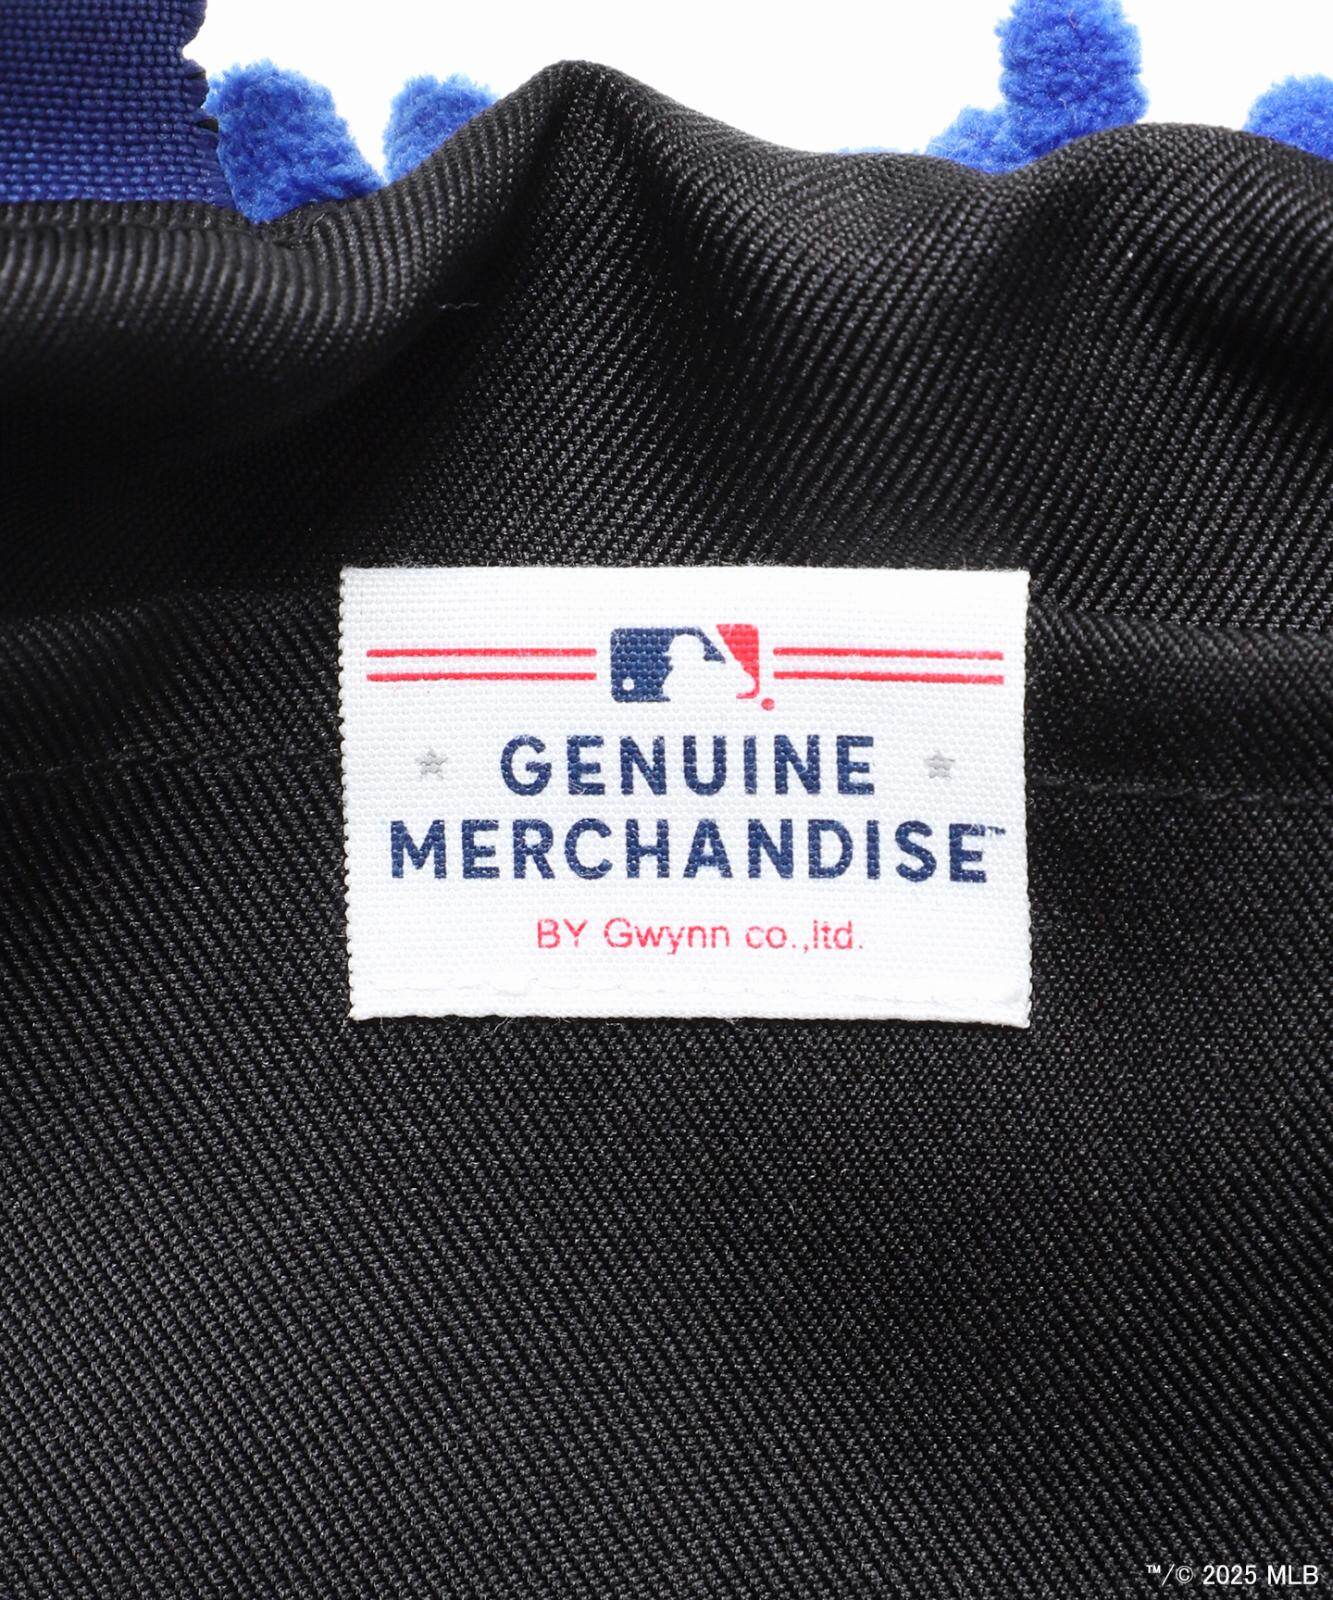 GENUINE
MERCHANDISE™
BY Gwynn co.,ltd.
™/© 2025 MLB